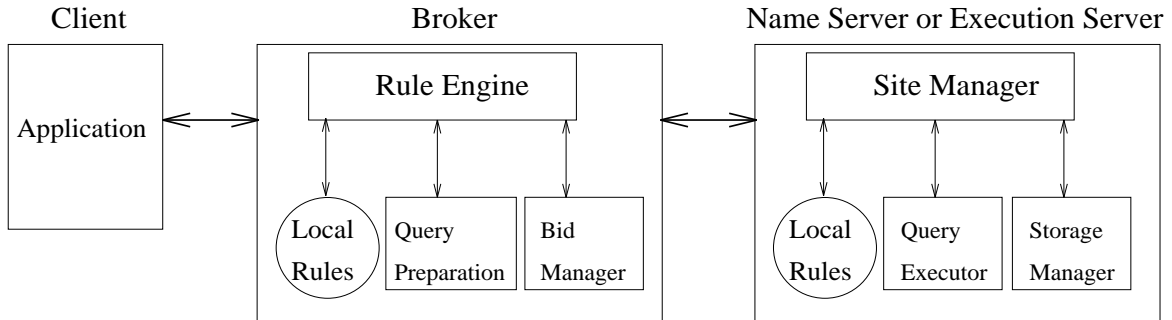 Client
Broker
Name Server or Execution Server
Application
Rule Engine
Local
Rules
Query
Preparation
Bid
Manager
Site Manager
Local
Rules
Query
Executor
Storage
Manager